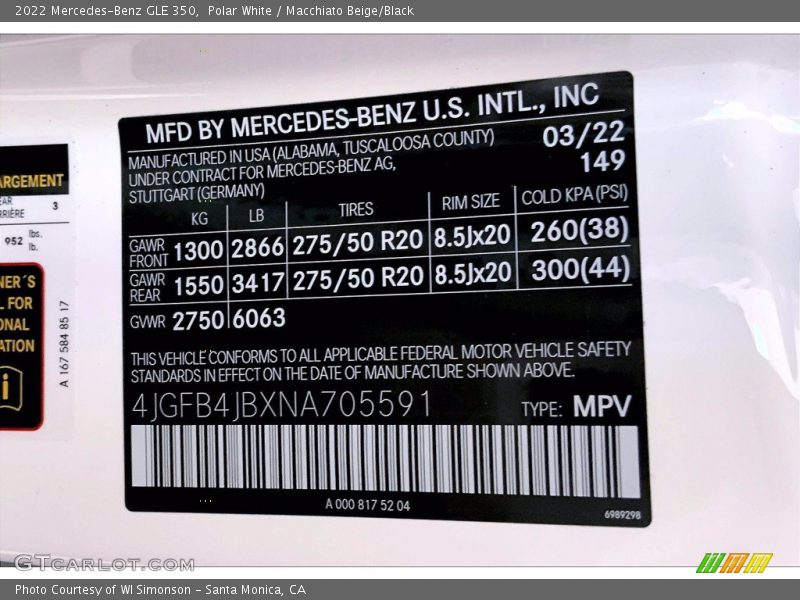 2022 Mercedes-Benz GLE 350,  Polar White / Macchiato Beige/Black
MFD BY MERCEDES-BENZ U.S. INTL., INC
MANUFACTURED IN USA (ALABAMA, TUSCALOOSA COUNTY) 03/22
UNDER CONTRACT FOR MERCEDES-BENZ AG, 149
STUTTGART (GERMANY)
KG LB TIRES RIM SIZE COLD KPA (PSI)
GAWR FRONT 1300 2866 275/50 R20 8.5Jx20 260(38)
GAWR REAR 1550 3417 275/50 R20 8.5Jx20 300(44)
GVWR 2750 6063
THIS VEHICLE CONFORMS TO ALL APPLICABLE FEDERAL MOTOR VEHICLE SAFETY
STANDARDS IN EFFECT ON THE DATE OF MANUFACTURE SHOWN ABOVE.
4JGFB4JBXNA705591 TYPE: MPV
A 000 817 52 04
6989298
3
952 lbs.
lb.
A 167 584 85 17
FOR
i
GTCARLOT.COM
Photo Courtesy of WI Simonson - Santa Monica, CA